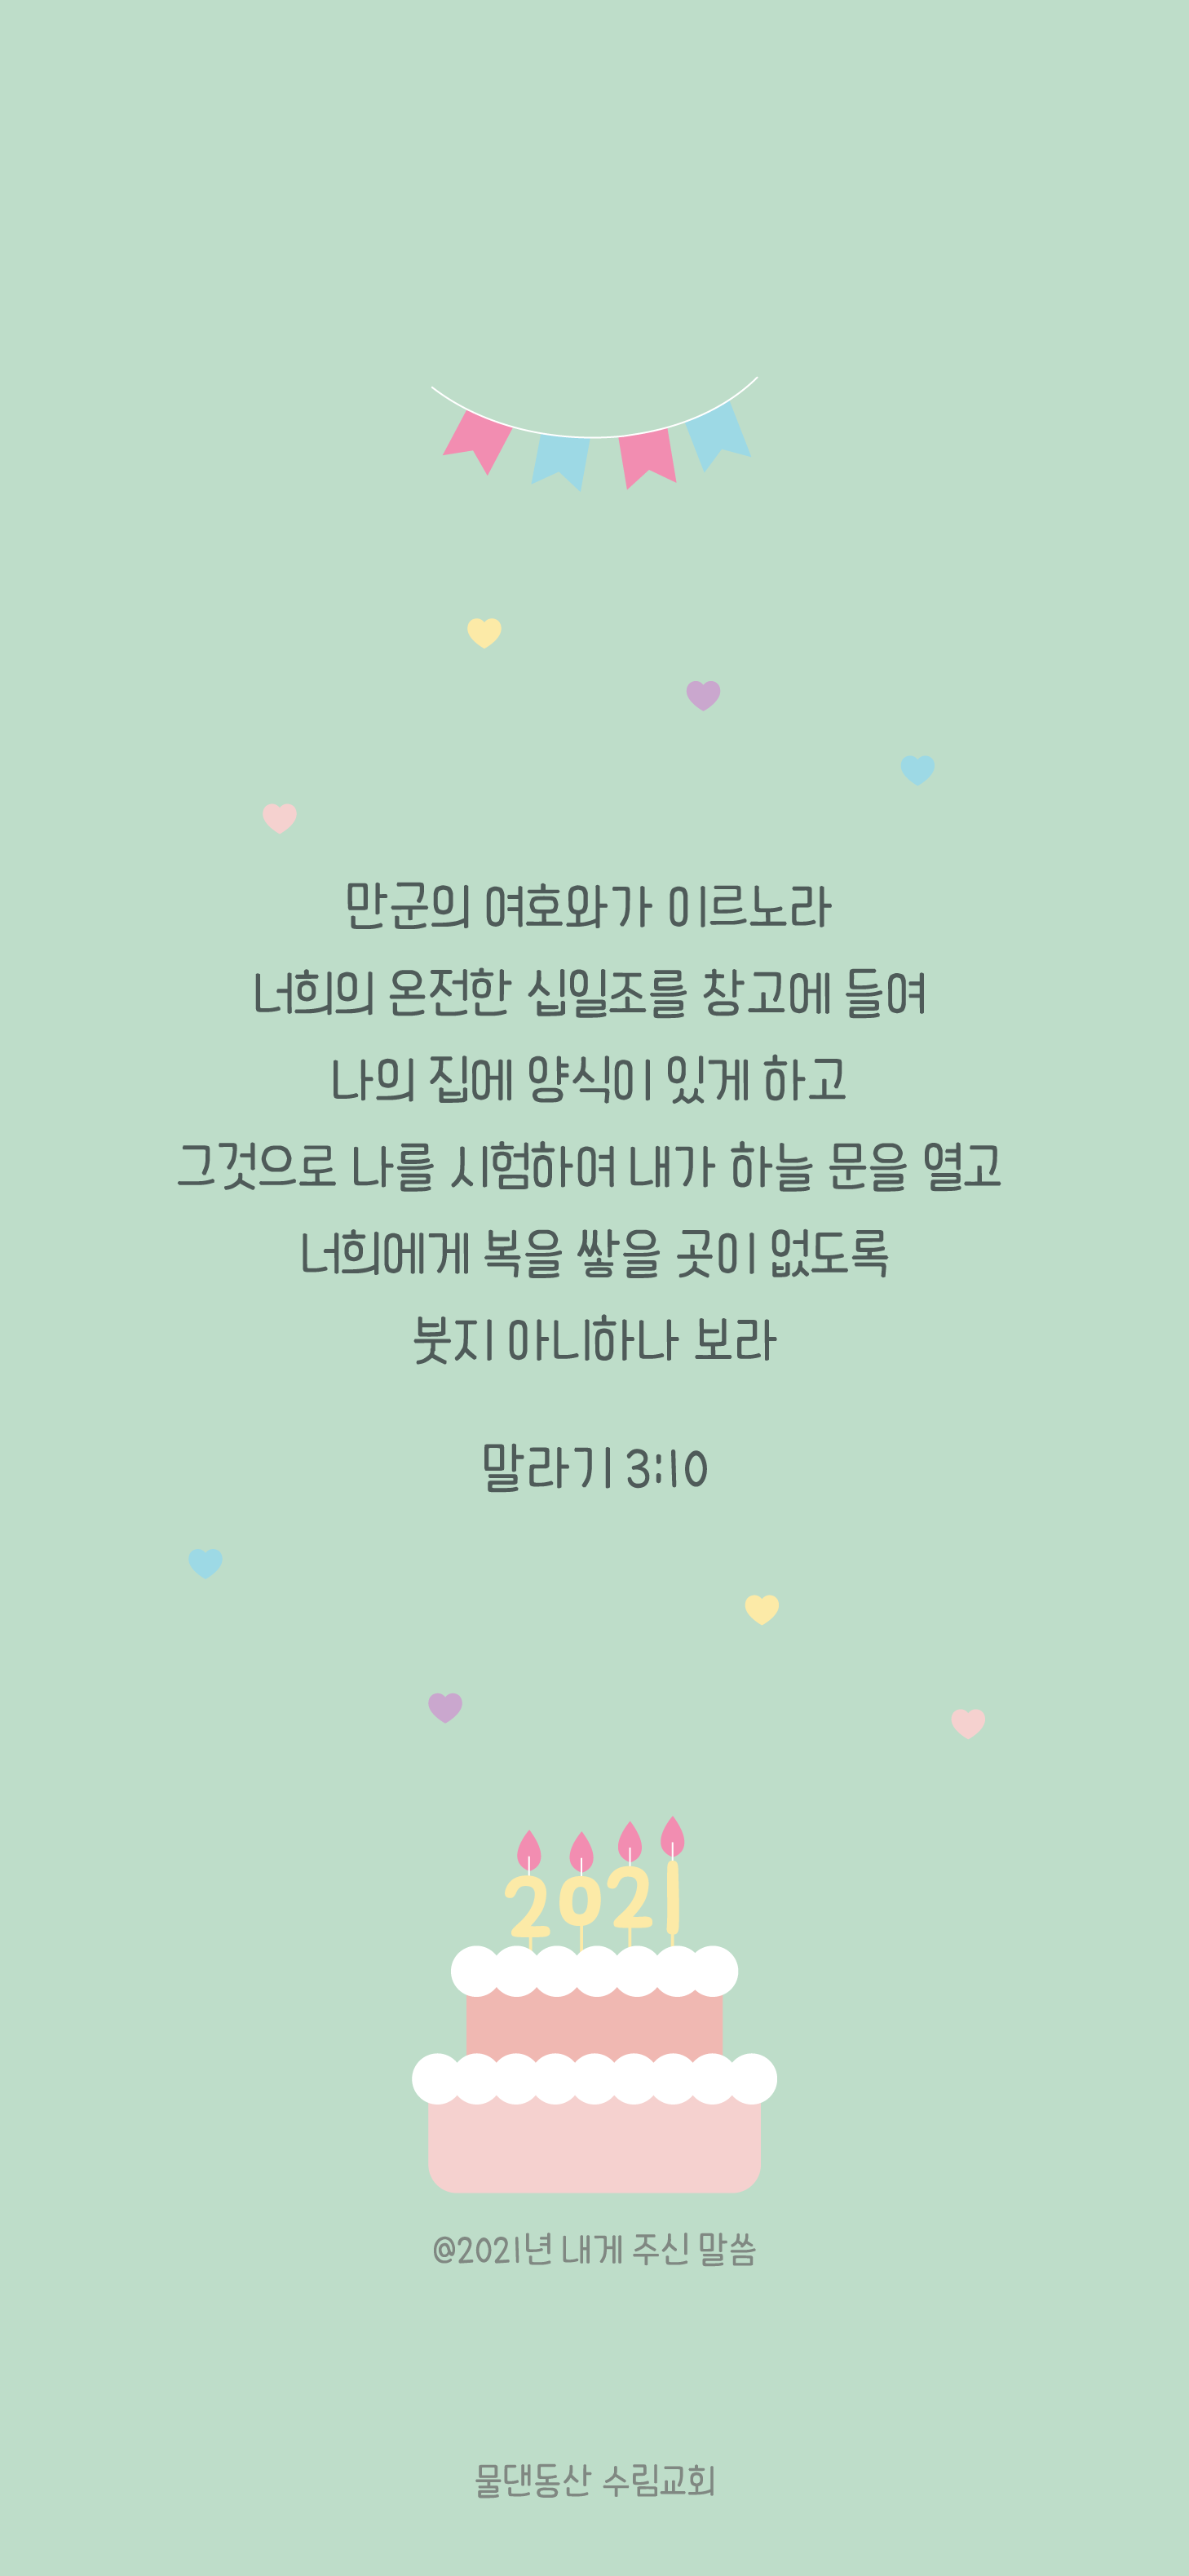 만군의 여호와가 이르노라
너희의 온전한 십일조를 창고에 들여
나의 집에 양식이 있게 하고
그것으로 나를 시험하여 내가 하늘 문을 열고
너희에게 복을 쌓을 곳이 없도록
붓지 아니하나 보라
말라기 3:10
2021
@2021년 내게 주신 말씀
물댄동산 수림교회